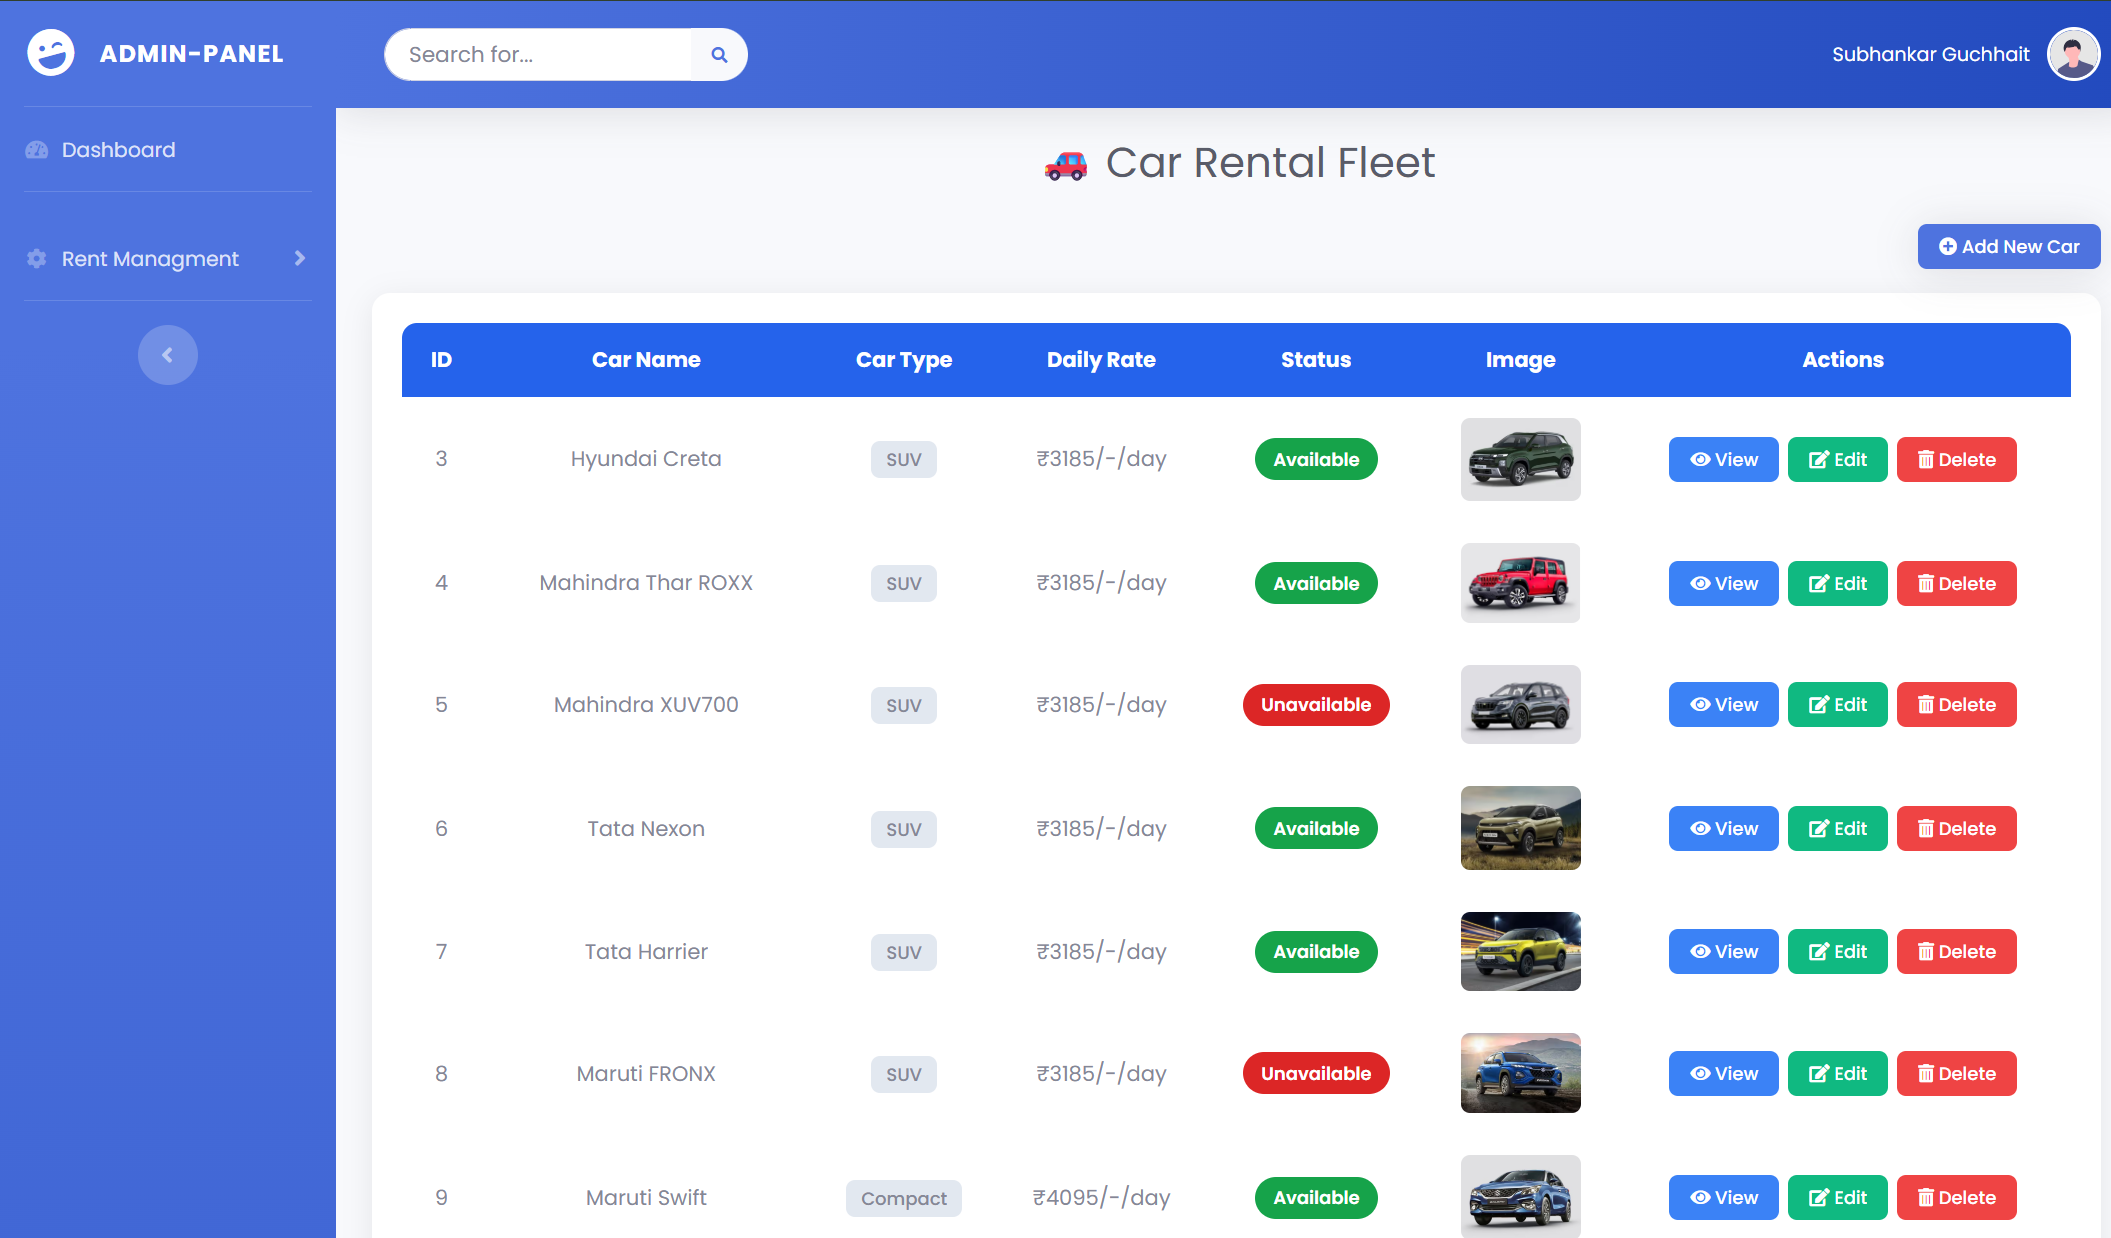 ADMIN-PANEL
Search for...
Subhankar Guchhait
Dashboard
Rent Managment
Car Rental Fleet
Add New Car
ID Car Name Car Type Daily Rate Status Image Actions
3 Hyundai Creta SUV ₹3185/-/day Available View Edit Delete
4 Mahindra Thar ROXX SUV ₹3185/-/day Available View Edit Delete
5 Mahindra XUV700 SUV ₹3185/-/day Unavailable View Edit Delete
6 Tata Nexon SUV ₹3185/-/day Available View Edit Delete
7 Tata Harrier SUV ₹3185/-/day Available View Edit Delete
8 Maruti FRONX SUV ₹3185/-/day Unavailable View Edit Delete
9 Maruti Swift Compact ₹4095/-/day Available View Edit Delete